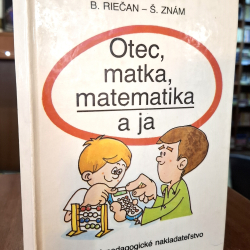 B. RIEČAN – Š. ZNÁM
Otec,
matka,
matematika
a ja
pedagogické nakladateľstvo